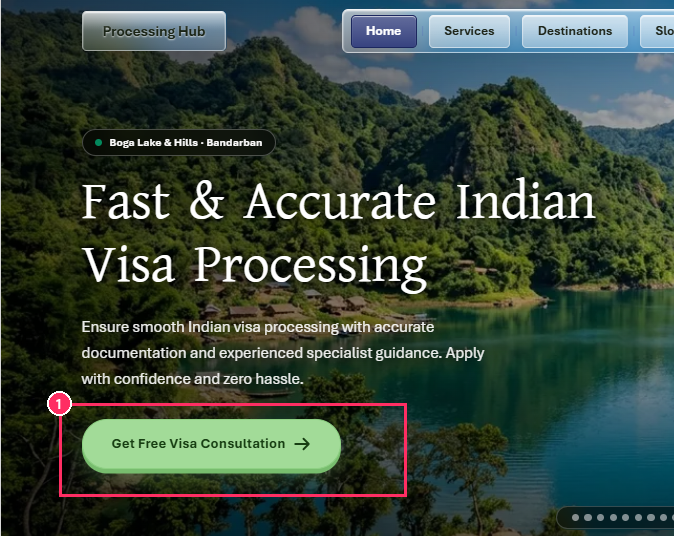 Processing Hub
Home
Services
Destinations
Slo
Boga Lake & Hills · Bandarban
Fast & Accurate Indian
Visa Processing
Ensure smooth Indian visa processing with accurate
documentation and experienced specialist guidance. Apply
with confidence and zero hassle.
1
Get Free Visa Consultation →